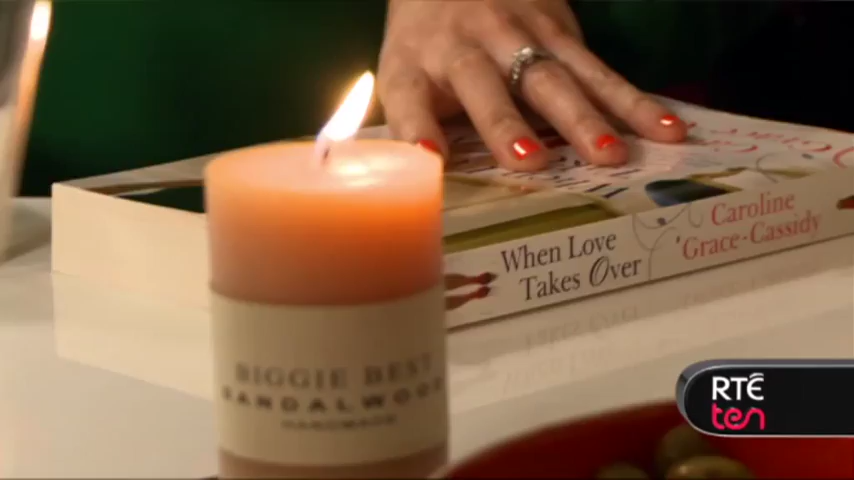 When Love
Takes Over
Caroline
Grace-Cassidy
BIGGIE BEST
SANDALWOOD
HANDMADE
RTÉ
ten